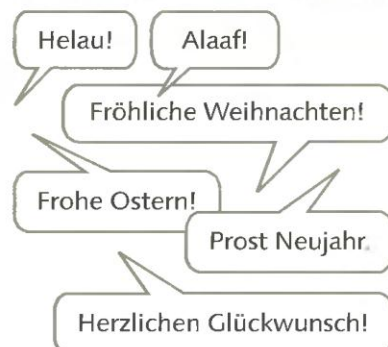 Helau!
Alaaf!
Fröhliche Weihnachten!
Frohe Ostern!
Prost Neujahr.
Herzlichen Glückwunsch!